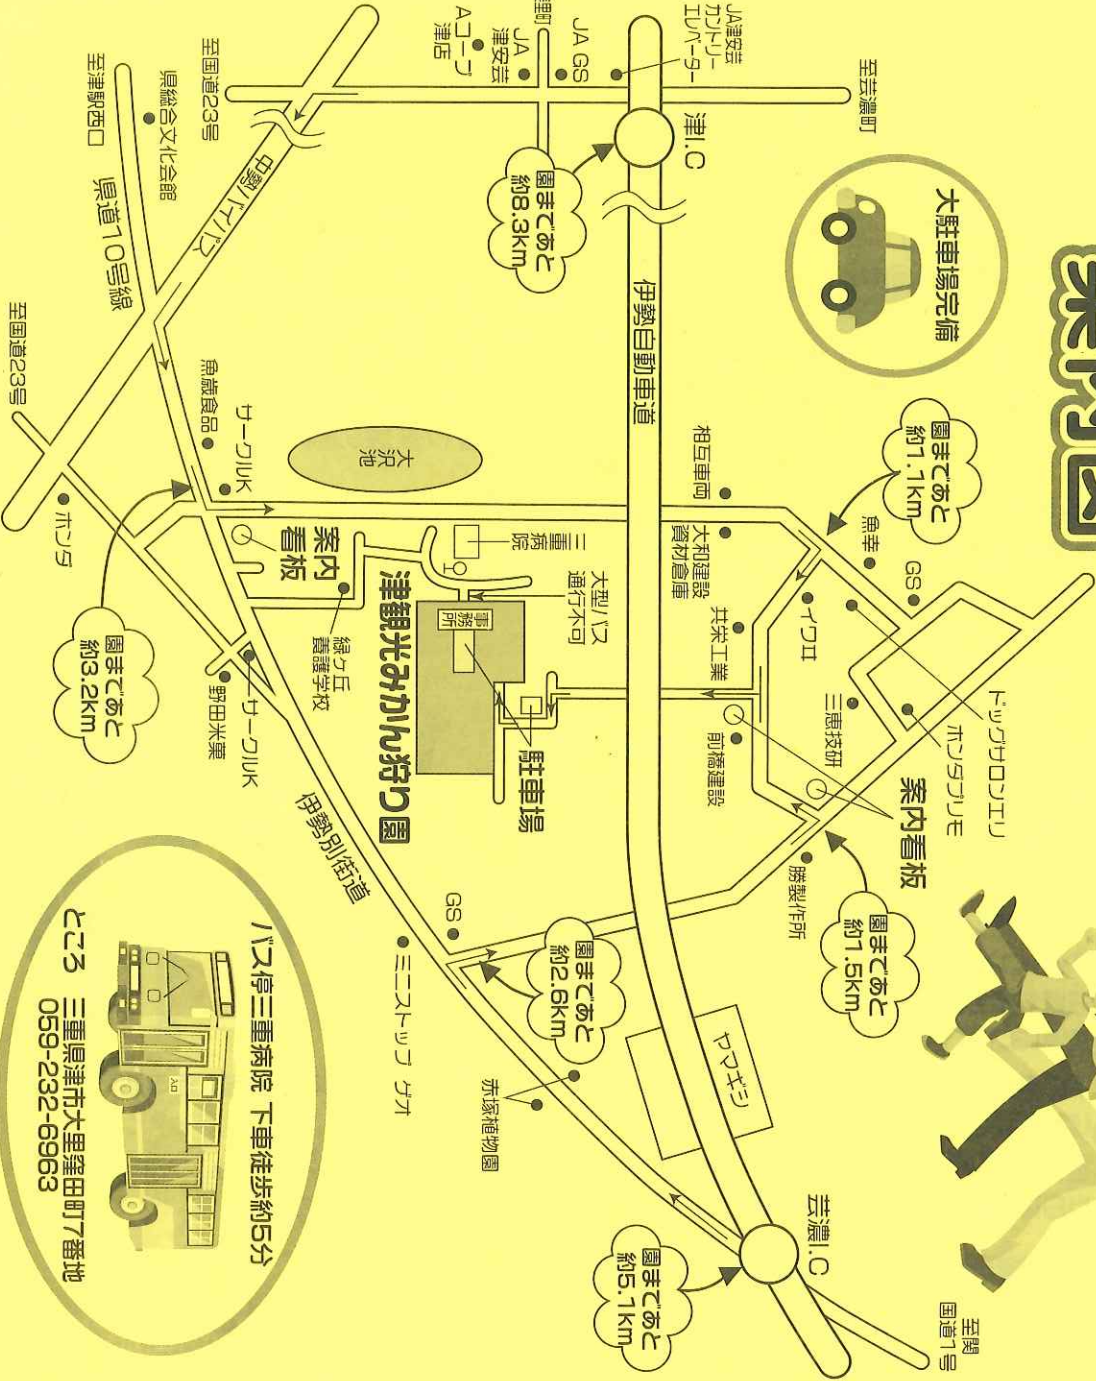 案内図
大駐車場完備
至芸濃町
JA津安芸
カントリー
エレベーター
JA GS
JA
津安芸
Aコープ
津店
至国道23号
津I.C
園まであと
約8.3km
県総合文化会館
至津駅西口
県道10号線
中勢バイパス
至国道23号
伊勢自動車道
園まであと
約1.1km
魚幸
GS
相互車両
大和建設
資材倉庫
イワエ
共栄工業
ドッグサロンエリ
ホンダプリモ
三恵技研
前橋建設
案内看板
勝製作所
園まであと
約1.5km
大沢池
サークルK
魚歳食品
ホンダ
案内
看板
三重病院
大型バス
通行不可
事務所
緑ヶ丘
養護学校
津観光みかん狩り園
駐車場
園まであと
約3.2km
野田米菓
サークルK
伊勢別街道
GS
ミニストップ ゲオ
園まであと
約2.6km
ヤマギシ
赤塚植物園
芸濃I.C
園まであと
約5.1km
至関
国道1号
バス停三重病院 下車徒歩約5分
入口
ところ 三重県津市大里窪田町7番地
059-232-6963